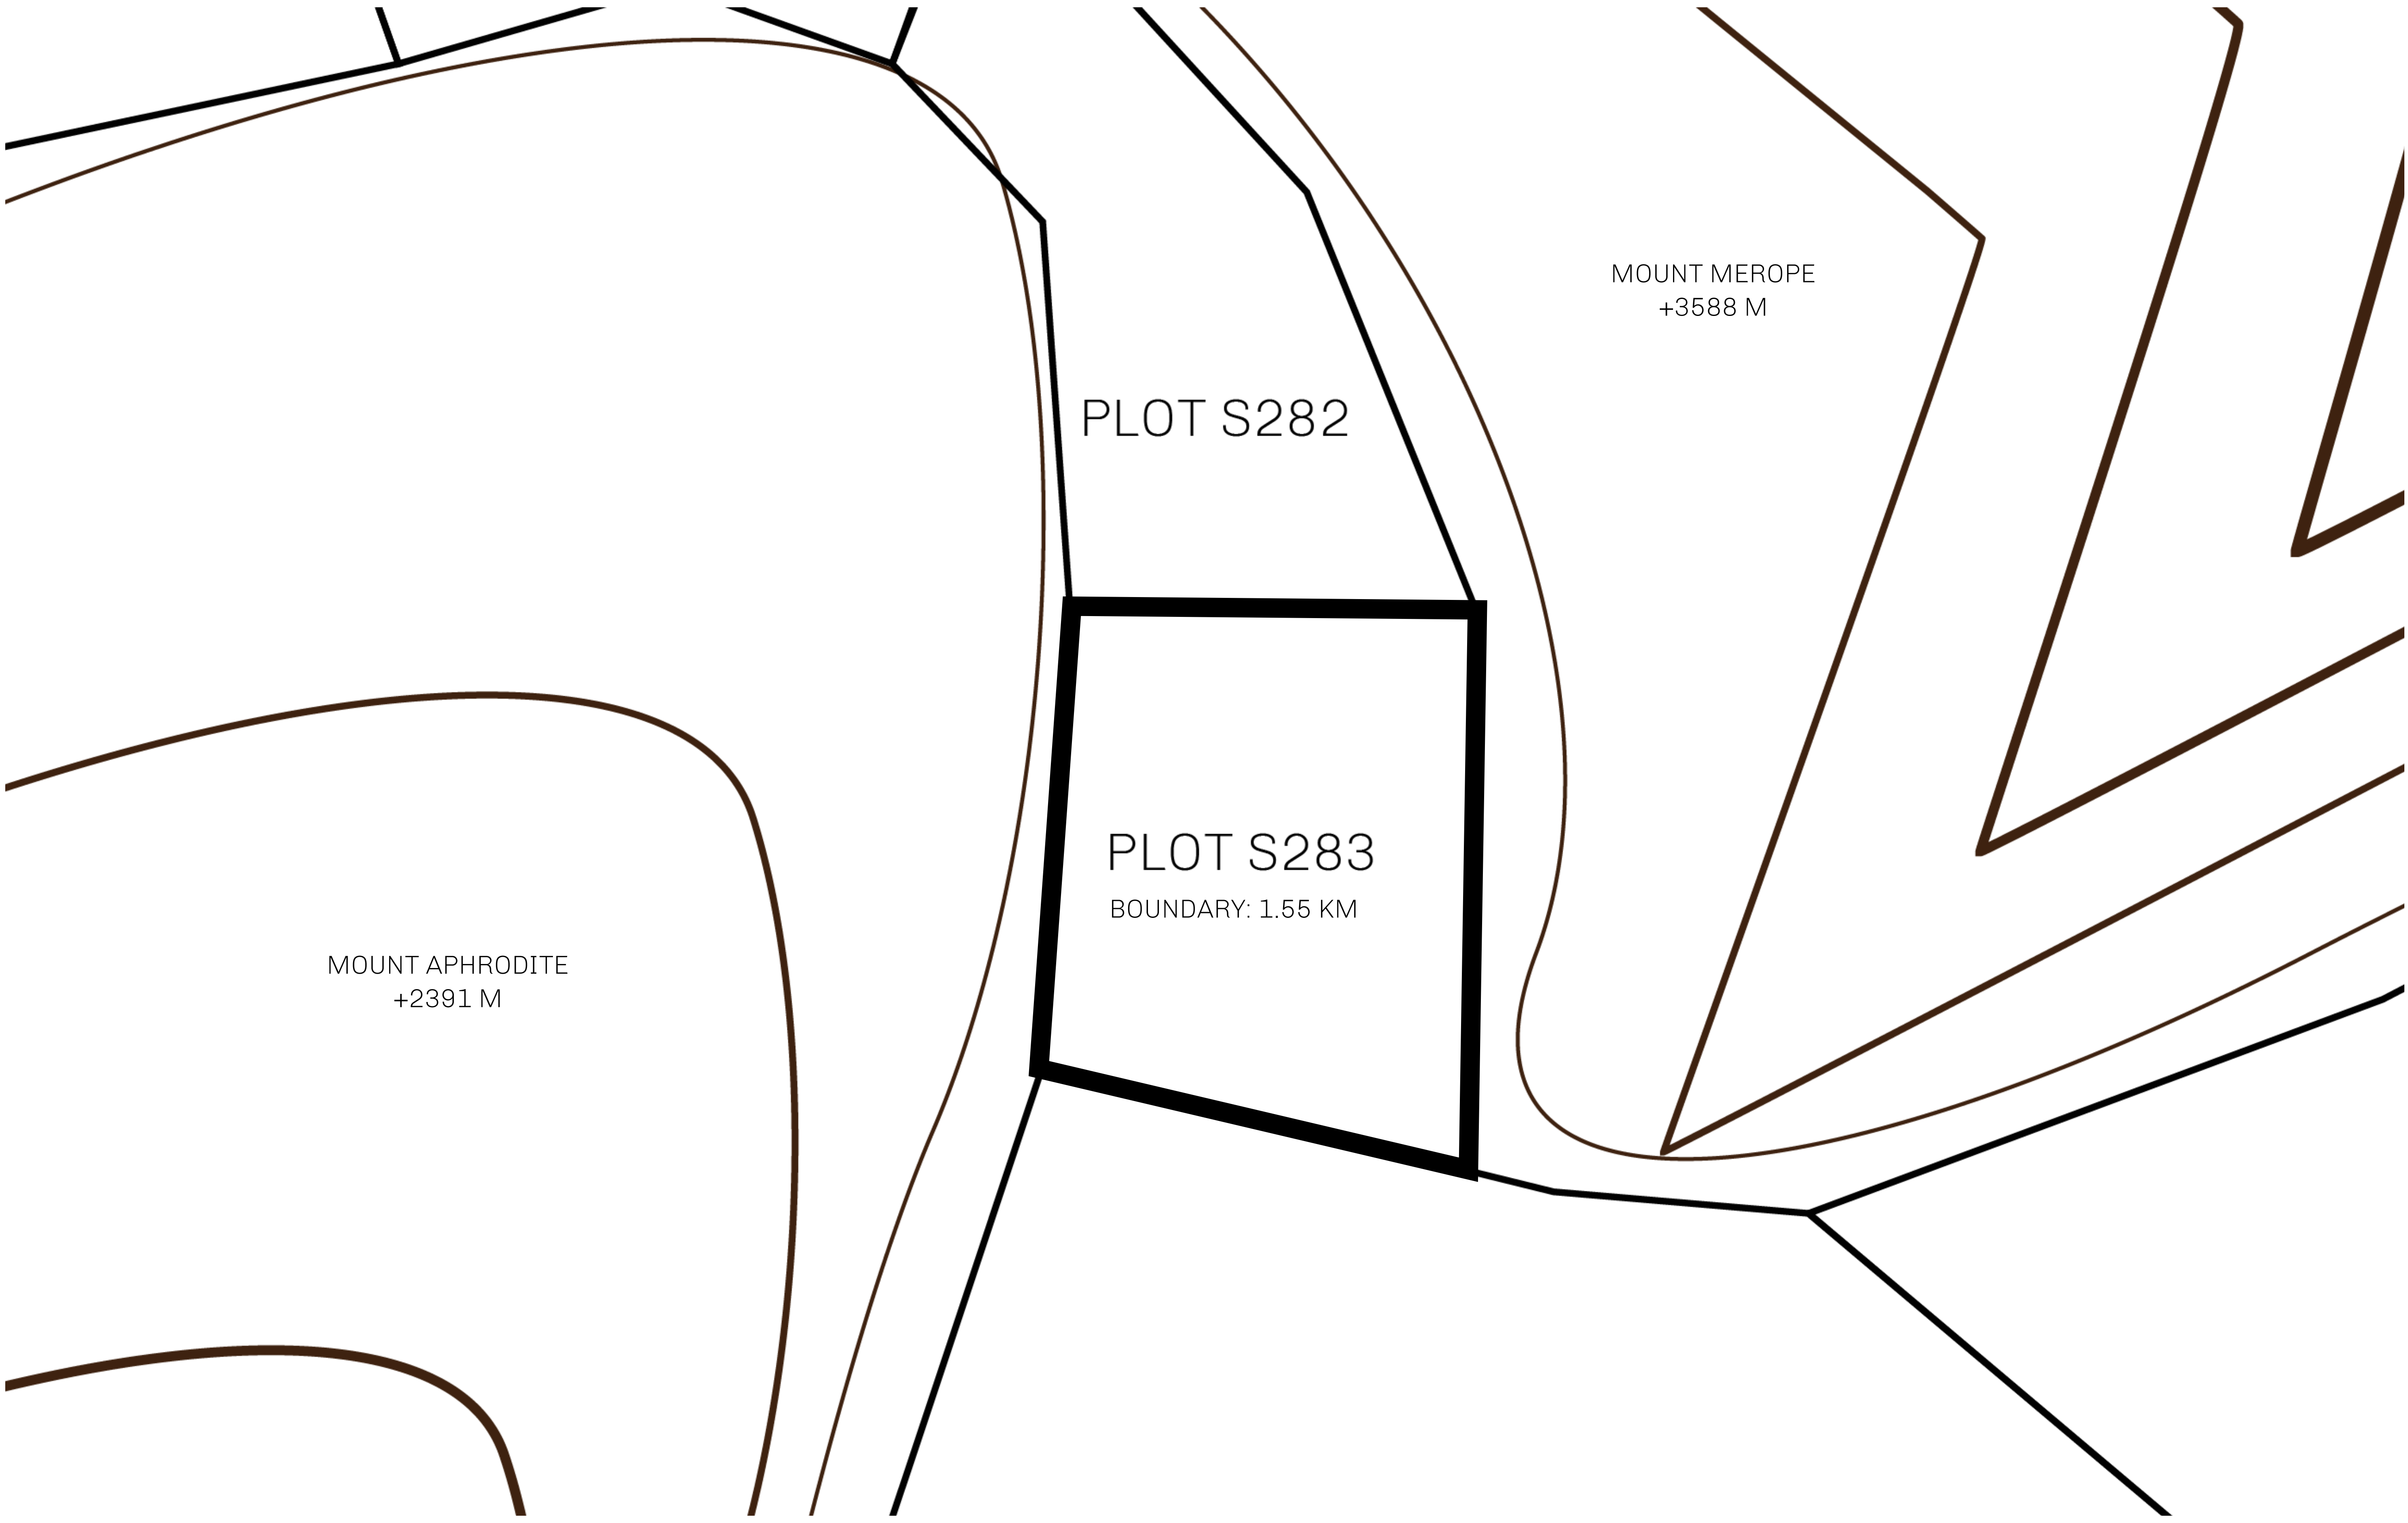 MOUNT MEROPE
+3588 M
PLOT S282
PLOT S283
BOUNDARY: 1.55 KM
MOUNT APHRODITE
+2391 M